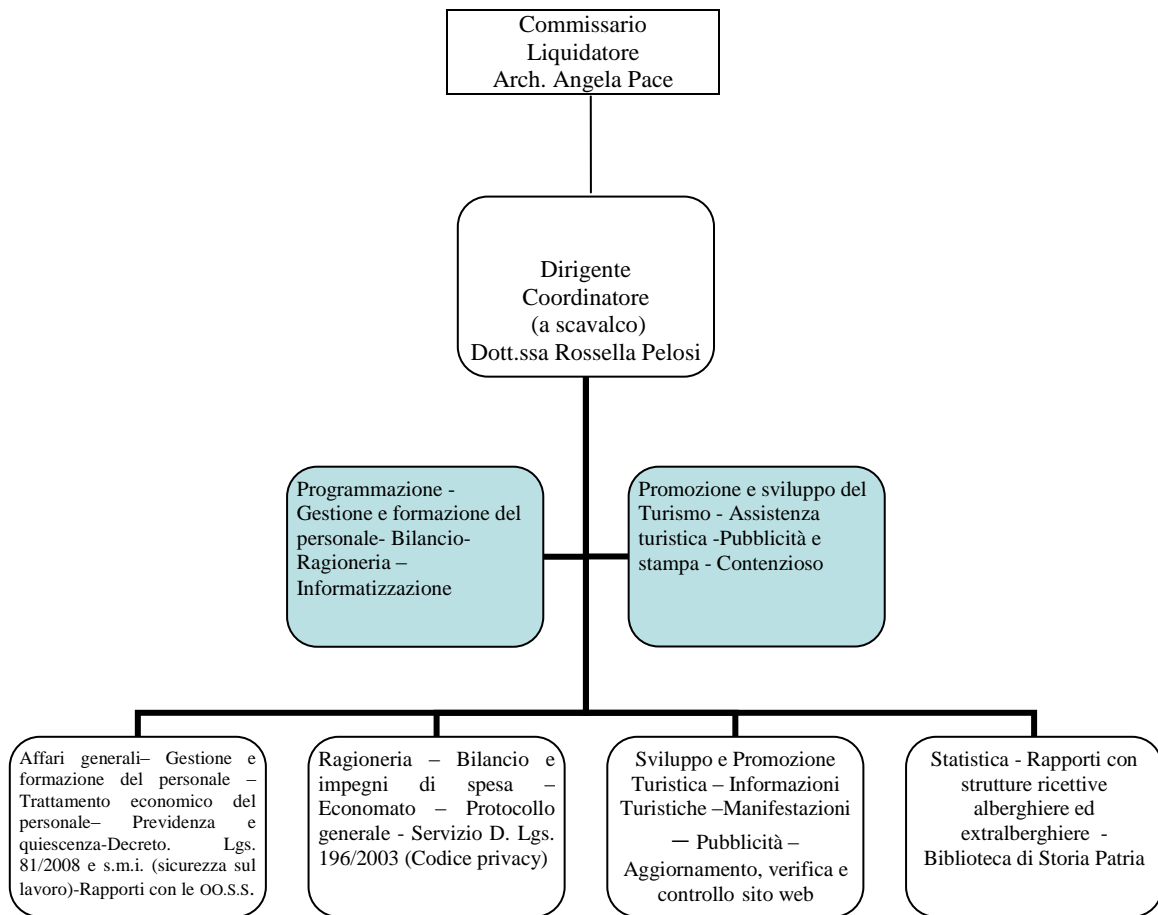 Commissario
Liquidatore
Arch. Angela Pace
Dirigente
Coordinatore
(a scavalco)
Dott.ssa Rossella Pelosi
Programmazione -
Gestione e formazione del
personale- Bilancio-
Ragioneria –
Informatizzazione
Promozione e sviluppo del
Turismo - Assistenza
turistica -Pubblicità e
stampa - Contenzioso
Affari generali– Gestione e
formazione del personale –
Trattamento economico del
personale– Previdenza e
quiescenza-Decreto. Lgs.
81/2008 e s.m.i. (sicurezza sul
lavoro)-Rapporti con le OO.S.S.
Ragioneria – Bilancio e
impegni di spesa –
Economato – Protocollo
generale - Servizio D. Lgs.
196/2003 (Codice privacy)
Sviluppo e Promozione
Turistica – Informazioni
Turistiche –Manifestazioni
– Pubblicità –
Aggiornamento, verifica e
controllo sito web
Statistica - Rapporti con
strutture ricettive
alberghiere ed
extralberghiere -
Biblioteca di Storia Patria